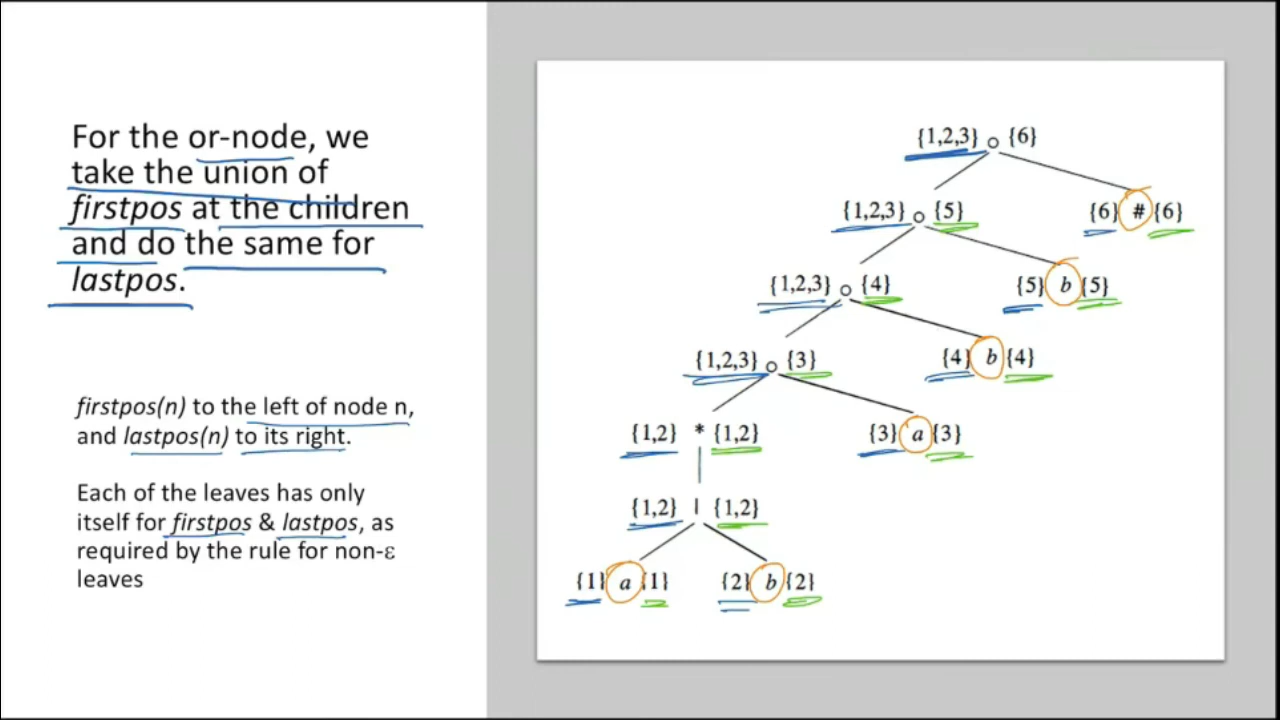 For the or-node, we
take the union of
firstpos at the children
and do the same for
lastpos.
firstpos(n) to the left of node n,
and lastpos(n) to its right.
Each of the leaves has only
itself for firstpos & lastpos, as
required by the rule for non-ε
leaves
{1,2,3} {6}
{1,2,3} {5} {6} # {6}
{1,2,3} {4} {5} b {5}
{1,2,3} {3} {4} b {4}
{1,2} * {1,2} {3} a {3}
{1,2} | {1,2}
{1} a {1} {2} b {2}